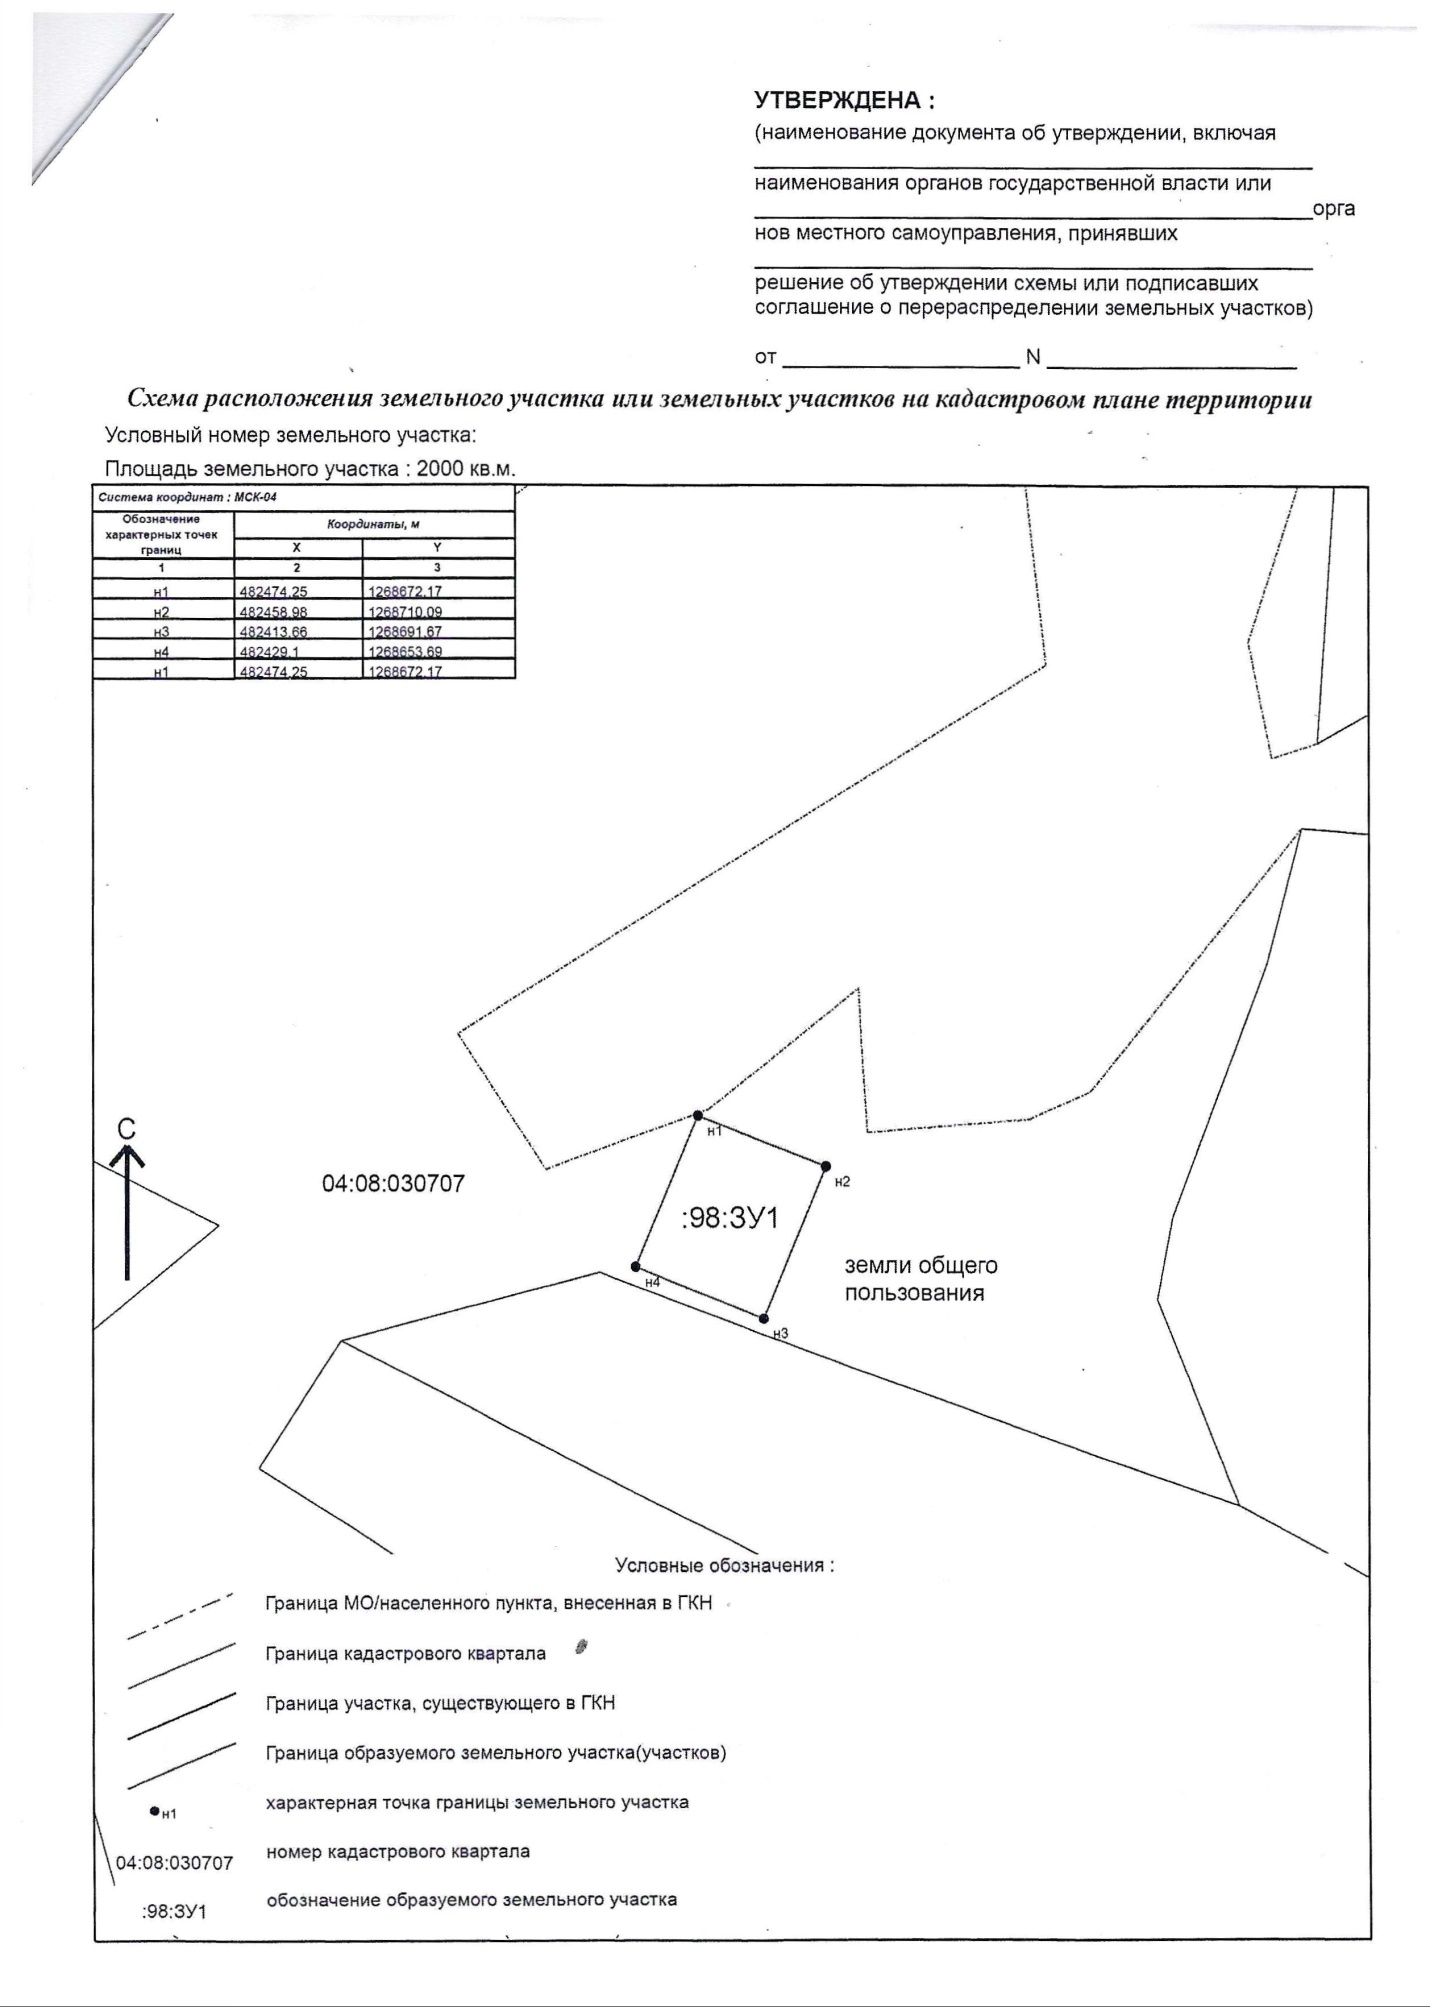 УТВЕРЖДЕНА :
(наименование документа об утверждении, включая
наименования органов государственной власти или
орга
нов местного самоуправления, принявших
решение об утверждении схемы или подписавших
соглашение о перераспределении земельных участков)
от N
Схема расположения земельного участка или земельных участков на кадастровом плане территории
Условный номер земельного участка:
Площадь земельного участка : 2000 кв.м.
Система координат : МСК-04
Обозначение характерных точек границ Координаты, м
X Y
1 2 3
н1 482474.25 1268672.17
н2 482458.98 1268710.09
н3 482413.66 1268691.67
н4 482429.1 1268653.69
н1 482474.25 1268672.17
С
н1
н2
04:08:030707
:98:ЗУ1
земли общего
пользования
н4
н3
Условные обозначения :
Граница МО/населенного пункта, внесенная в ГКН
Граница кадастрового квартала
Граница участка, существующего в ГКН
Граница образуемого земельного участка(участков)
н1 характерная точка границы земельного участка
04:08:030707 номер кадастрового квартала
:98:ЗУ1 обозначение образуемого земельного участка